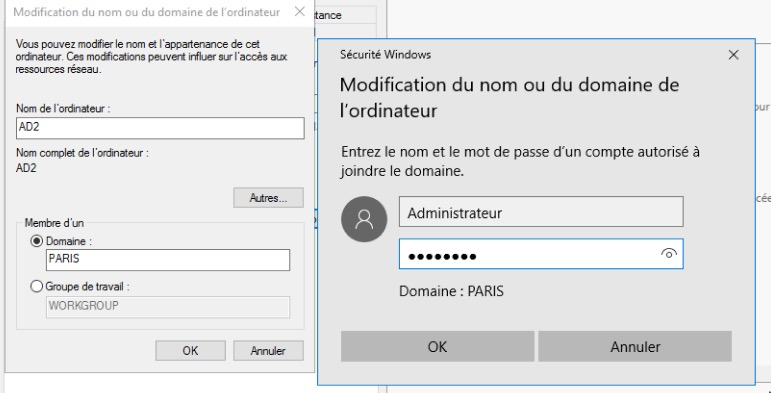 Modification du nom ou du domaine de l'ordinateur
Vous pouvez modifier le nom et l'appartenance de cet
ordinateur. Ces modifications peuvent influer sur l'accès aux
ressources réseau.
Nom de l'ordinateur :
AD2
Nom complet de l'ordinateur :
AD2
Autres...
Membre d'un
Domaine :
PARIS
Groupe de travail :
WORKGROUP
OK
Annuler
Sécurité Windows
Modification du nom ou du domaine de
l'ordinateur
Entrez le nom et le mot de passe d'un compte autorisé à
joindre le domaine.
Administrateur
●●●●●●●●
Domaine : PARIS
OK
Annuler